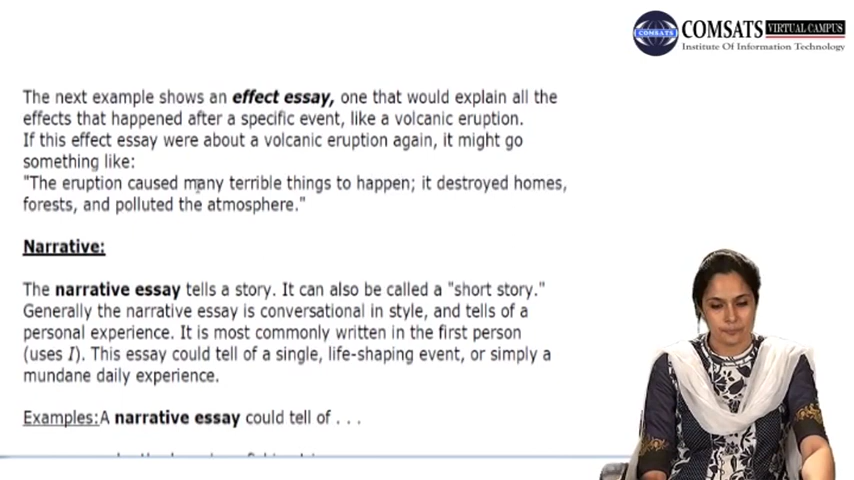 COMSATS VIRTUAL CAMPUS
COMSATS
Institute Of Information Technology
The next example shows an effect essay, one that would explain all the
effects that happened after a specific event, like a volcanic eruption.
If this effect essay were about a volcanic eruption again, it might go
something like:
"The eruption caused many terrible things to happen; it destroyed homes,
forests, and polluted the atmosphere."
Narrative:
The narrative essay tells a story. It can also be called a "short story."
Generally the narrative essay is conversational in style, and tells of a
personal experience. It is most commonly written in the first person
(uses I). This essay could tell of a single, life-shaping event, or simply a
mundane daily experience.
Examples:A narrative essay could tell of . . .